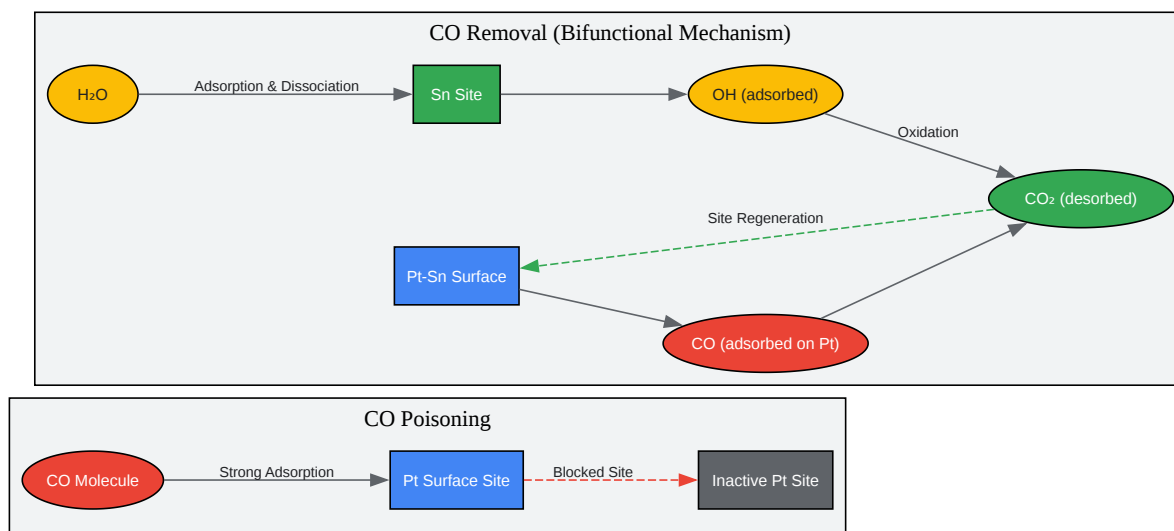 CO Removal (Bifunctional Mechanism)
H₂O
Adsorption & Dissociation
Sn Site
OH (adsorbed)
Oxidation
CO₂ (desorbed)
Site Regeneration
Pt-Sn Surface
CO (adsorbed on Pt)
CO Poisoning
CO Molecule
Strong Adsorption
Pt Surface Site
Blocked Site
Inactive Pt Site